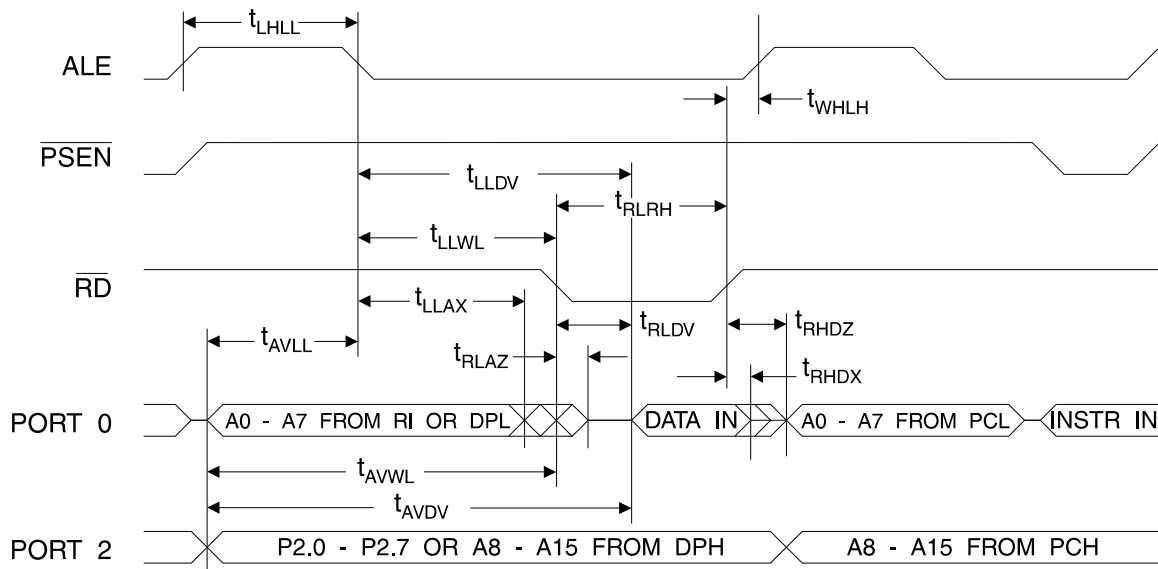 tLHLL
ALE
tWHLH
PSEN
tLLDV
tRLRH
tLLWL
RD
tLLAX
tRLDV
tRHDZ
tAVLL
tRLAZ
tRHDX
PORT 0
A0 - A7 FROM RI OR DPL
DATA IN
A0 - A7 FROM PCL
INSTR IN
tAVWL
tAVDV
PORT 2
P2.0 - P2.7 OR A8 - A15 FROM DPH
A8 - A15 FROM PCH